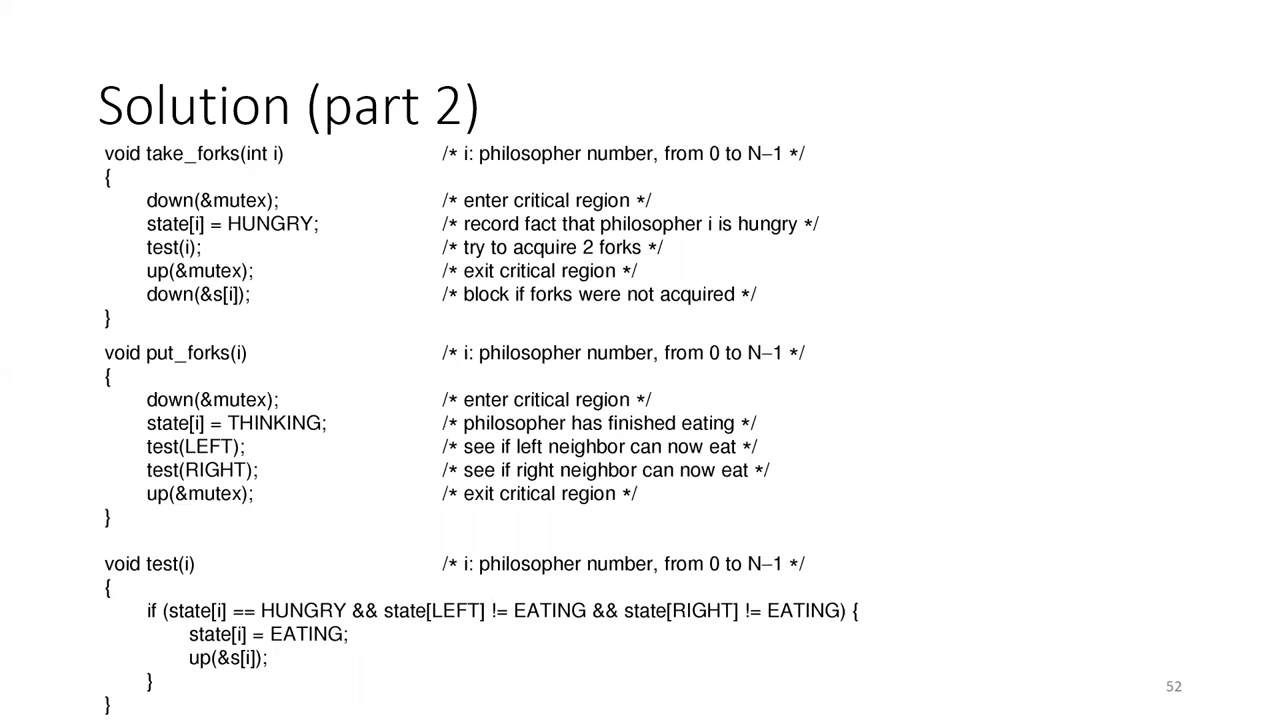 Solution (part 2)
void take_forks(int i) /* i: philosopher number, from 0 to N–1 */
{
down(&mutex); /* enter critical region */
state[i] = HUNGRY; /* record fact that philosopher i is hungry */
test(i); /* try to acquire 2 forks */
up(&mutex); /* exit critical region */
down(&s[i]); /* block if forks were not acquired */
}
void put_forks(i) /* i: philosopher number, from 0 to N–1 */
{
down(&mutex); /* enter critical region */
state[i] = THINKING; /* philosopher has finished eating */
test(LEFT); /* see if left neighbor can now eat */
test(RIGHT); /* see if right neighbor can now eat */
up(&mutex); /* exit critical region */
}
void test(i) /* i: philosopher number, from 0 to N–1 */
{
if (state[i] == HUNGRY && state[LEFT] != EATING && state[RIGHT] != EATING) {
state[i] = EATING;
up(&s[i]);
}
}
52